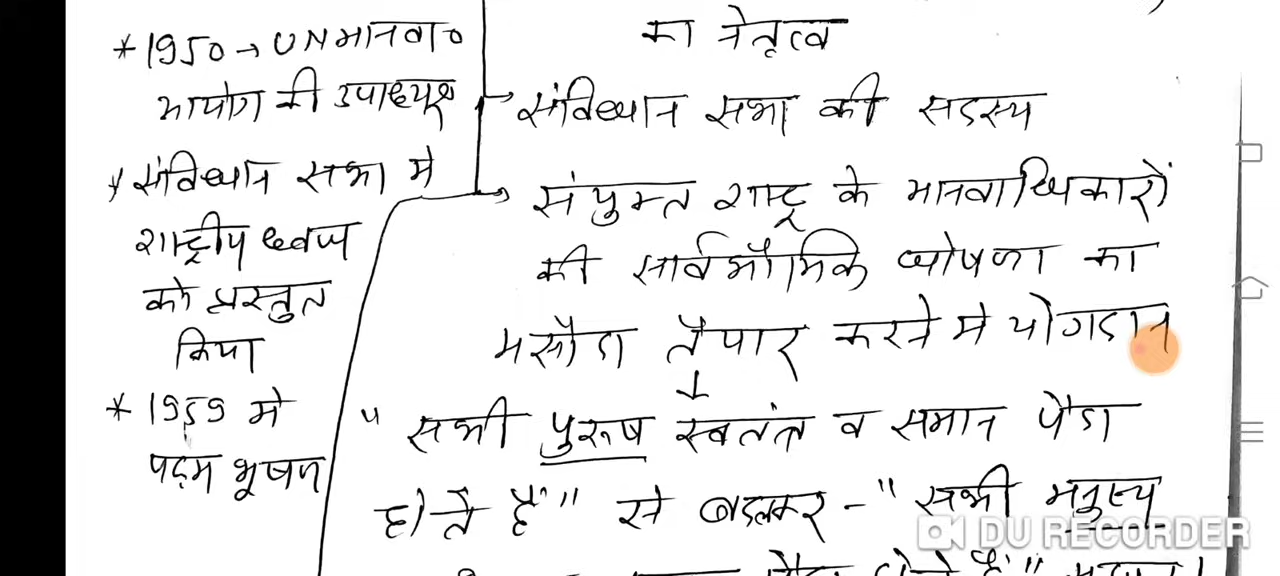 * 1950 → UN मानवा०
आयोग की उपाध्यक्ष
* संविधान सभा मे
राष्ट्रीय ध्वज
को प्रस्तुत
किया
* 1959 मे
पद्म भूषण
का नेतृत्व
→ संविधान सभा की सदस्य
→ संयुक्त राष्ट्र के मानवाधिकारों
की सार्वभौमिक घोषणा का
मसौदा तैयार करने मे योगदान
↓
" सभी पुरुष स्वतंत्र व समान पैदा
होते हैं" से बदलकर - "सभी मनुष्य
पैदा होते हैं"
DU RECORDER